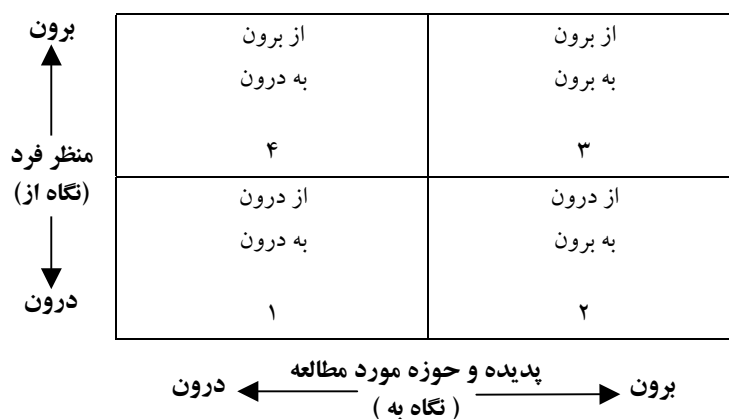 برون
منظر فرد
(نگاه از)
درون
از برون
به برون
۳
از برون
به درون
۴
از درون
به برون
۲
از درون
به درون
۱
برون
پدیده و حوزه مورد مطالعه
( نگاه به )
درون